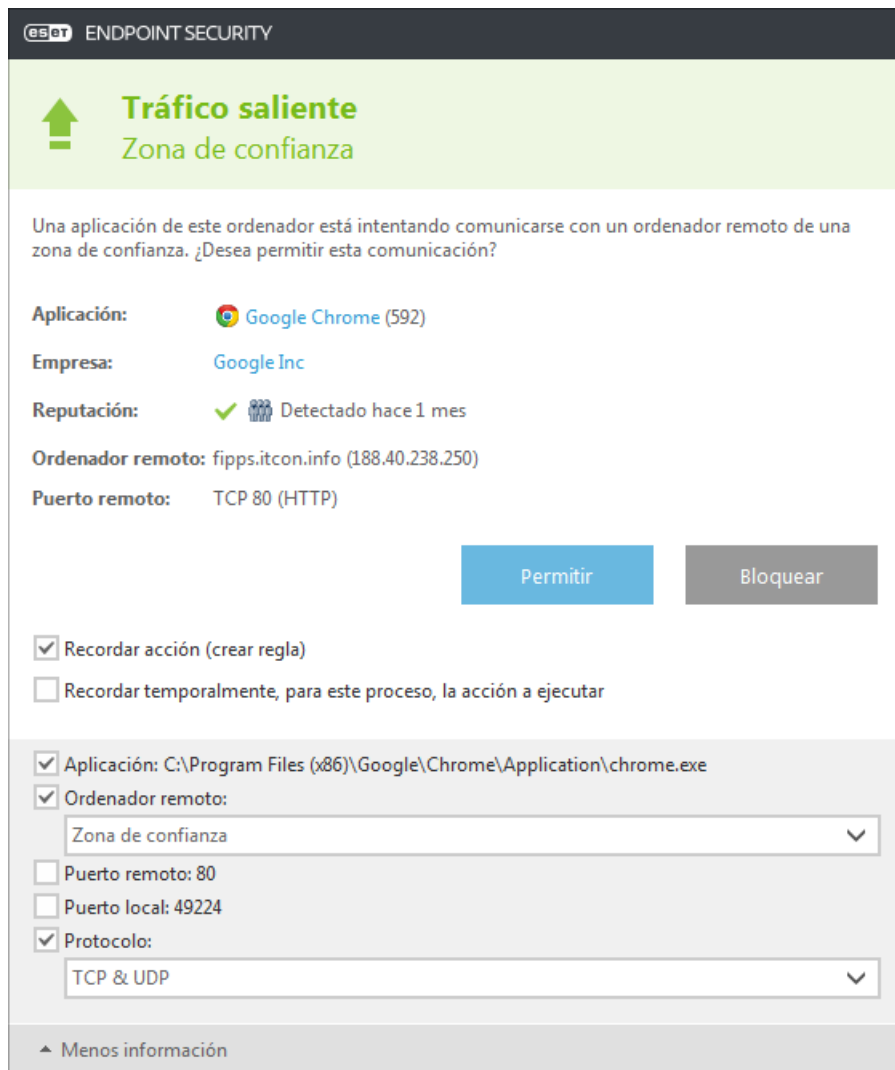 eset ENDPOINT SECURITY
Tráfico saliente
Zona de confianza
Una aplicación de este ordenador está intentando comunicarse con un ordenador remoto de una
zona de confianza. ¿Desea permitir esta comunicación?
Aplicación: Google Chrome (592)
Empresa: Google Inc
Reputación: Detectado hace 1 mes
Ordenador remoto: fipps.itcon.info (188.40.238.250)
Puerto remoto: TCP 80 (HTTP)
Permitir Bloquear
Recordar acción (crear regla)
Recordar temporalmente, para este proceso, la acción a ejecutar
Aplicación: C:\Program Files (x86)\Google\Chrome\Application\chrome.exe
Ordenador remoto:
Zona de confianza
Puerto remoto: 80
Puerto local: 49224
Protocolo:
TCP & UDP
Menos información